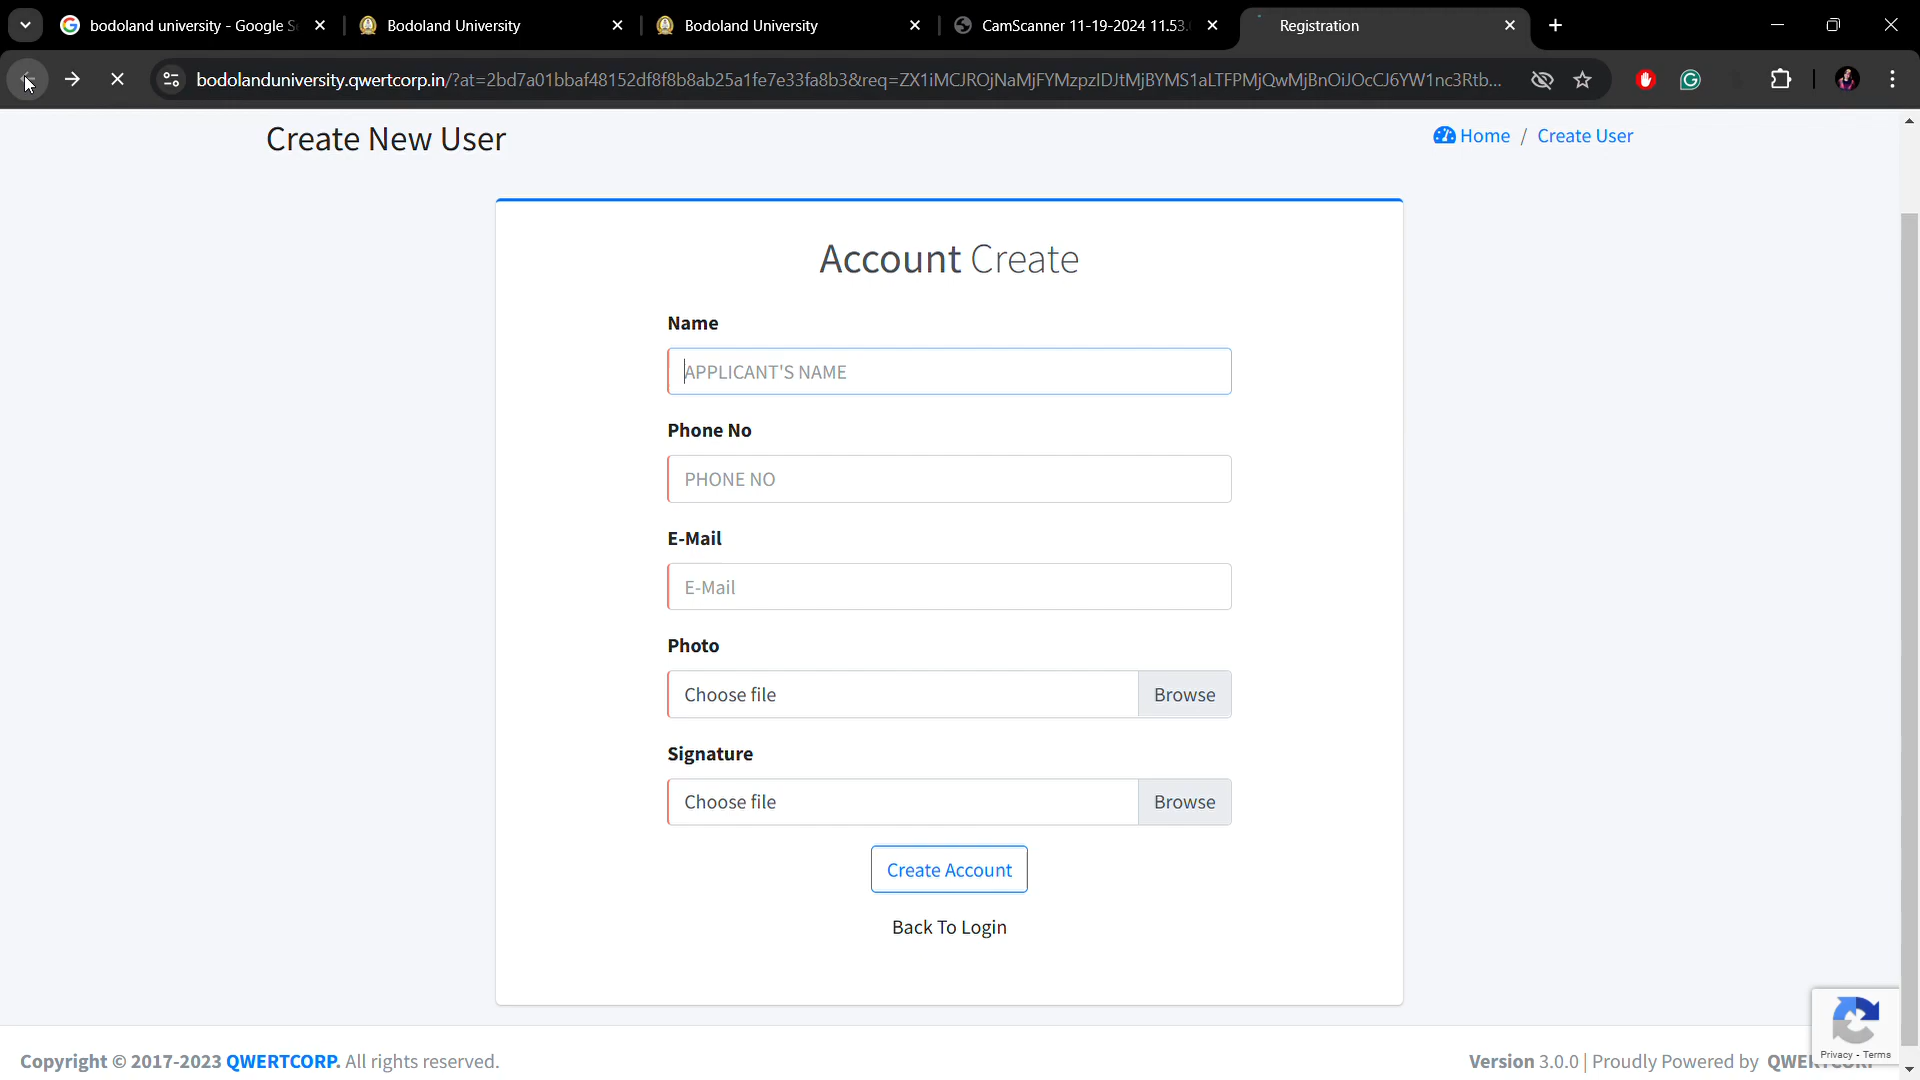 bodoland university - Google S
Bodoland University
Bodoland University
CamScanner 11-19-2024 11.53.
Registration
bodolanduniversity.qwertcorp.in/?at=2bd7a01bbaf48152df8f8b8ab25a1fe7e33fa8b3&req=ZX1iMCJROjNaMjFYMzpzIDJtMjBYMS1aLTFPMjQwMjBnOiJOcCJ6YW1nc3Rtb...
Create New User
Home / Create User
Account Create
Name
APPLICANT'S NAME
Phone No
PHONE NO
E-Mail
E-Mail
Photo
Choose file Browse
Signature
Choose file Browse
Create Account
Back To Login
Privacy - Terms
Copyright © 2017-2023 QWERTCORP. All rights reserved.
Version 3.0.0 | Proudly Powered by